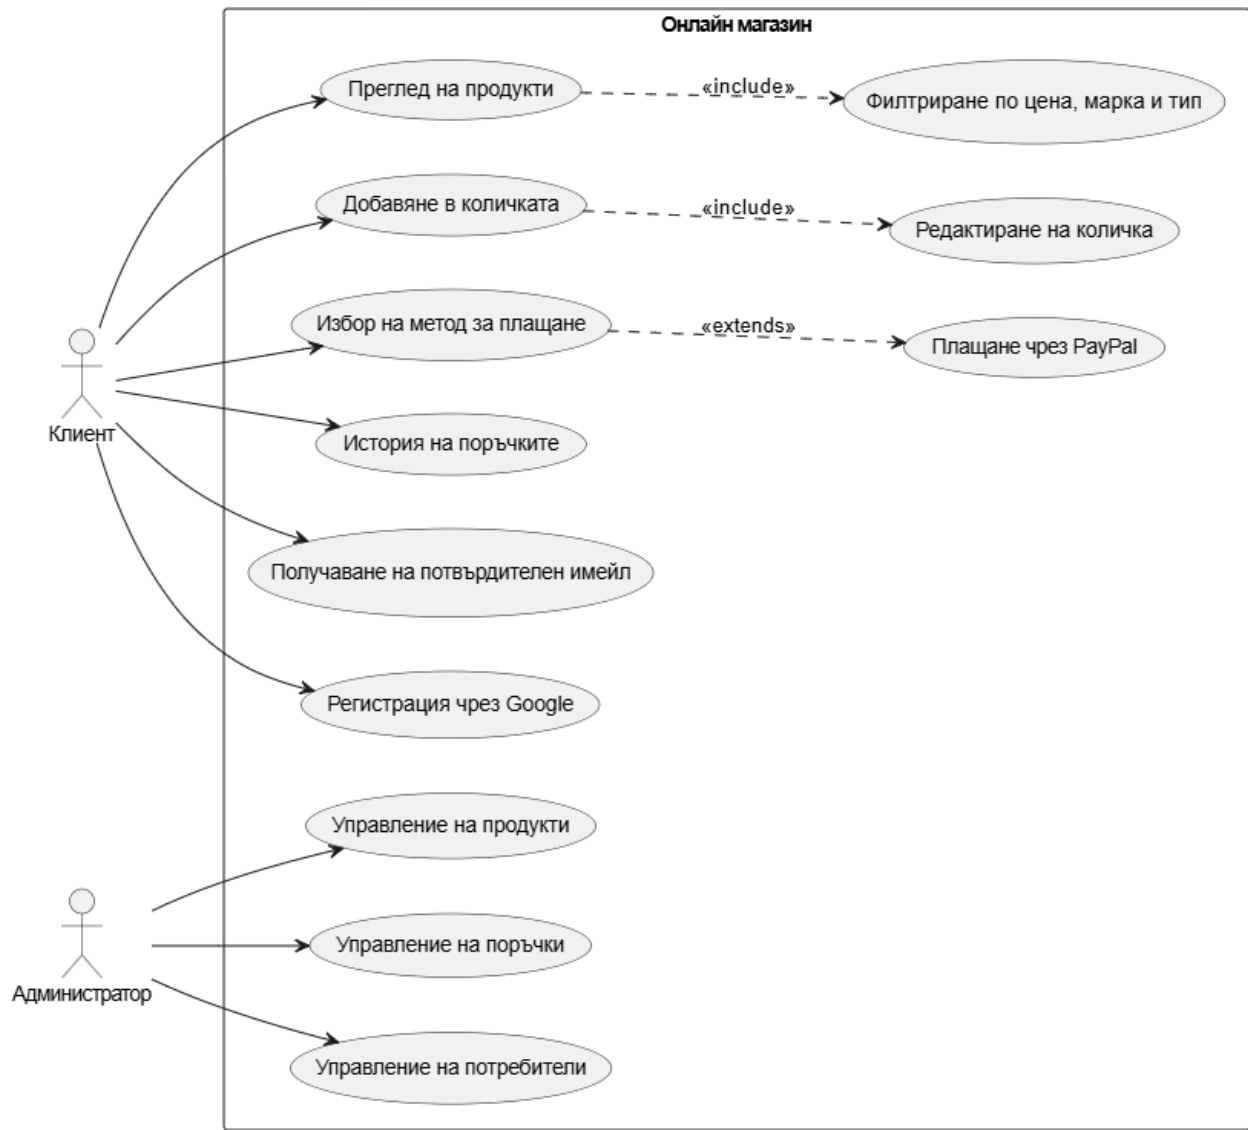 Онлайн магазин
Преглед на продукти
«include»
Филтриране по цена, марка и тип
Добавяне в количката
«include»
Редактиране на количка
Избор на метод за плащане
«extends»
Плащане чрез PayPal
Клиент
История на поръчките
Получаване на потвърдителен имейл
Регистрация чрез Google
Управление на продукти
Управление на поръчки
Администратор
Управление на потребители